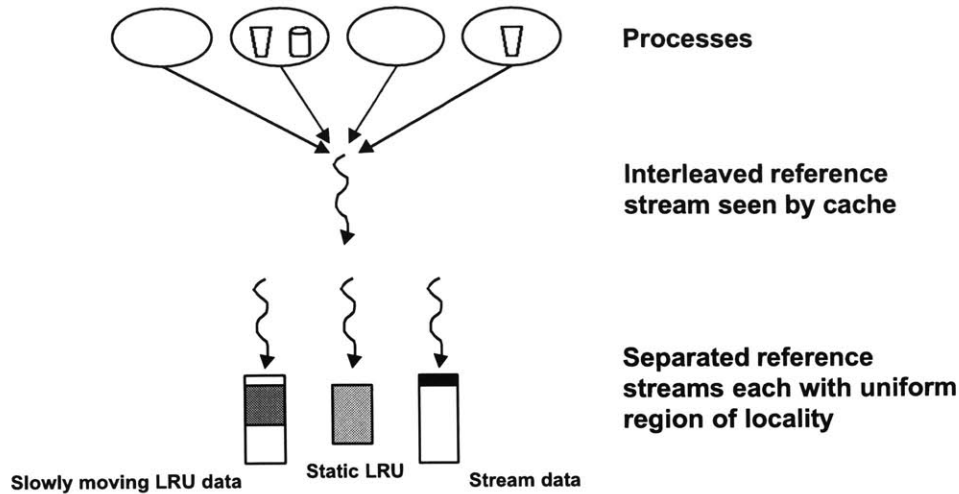 Processes
Interleaved reference
stream seen by cache
Separated reference
streams each with uniform
region of locality
Slowly moving LRU data
Static LRU
Stream data